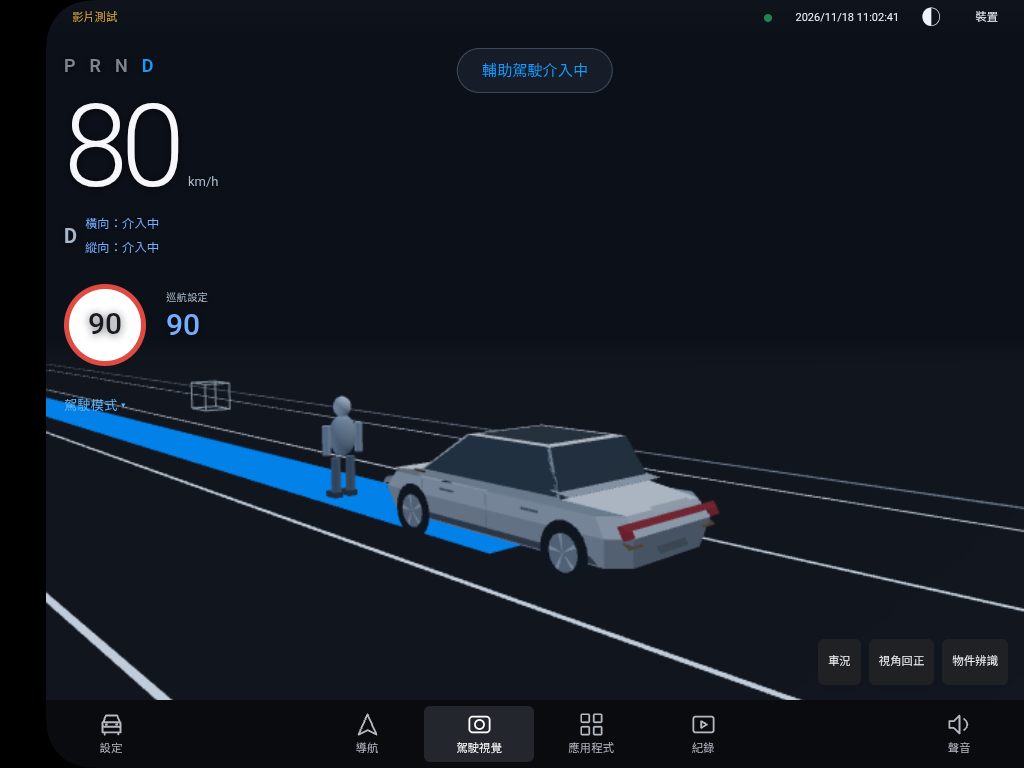 影片測試
2026/11/18 11:02:41
裝置
P R N D
輔助駕駛介入中
80 km/h
D
橫向：介入中
縱向：介入中
90
巡航設定
90
駕駛模式
車況
視角回正
物件辨識
設定
導航
駕駛視覺
應用程式
紀錄
聲音